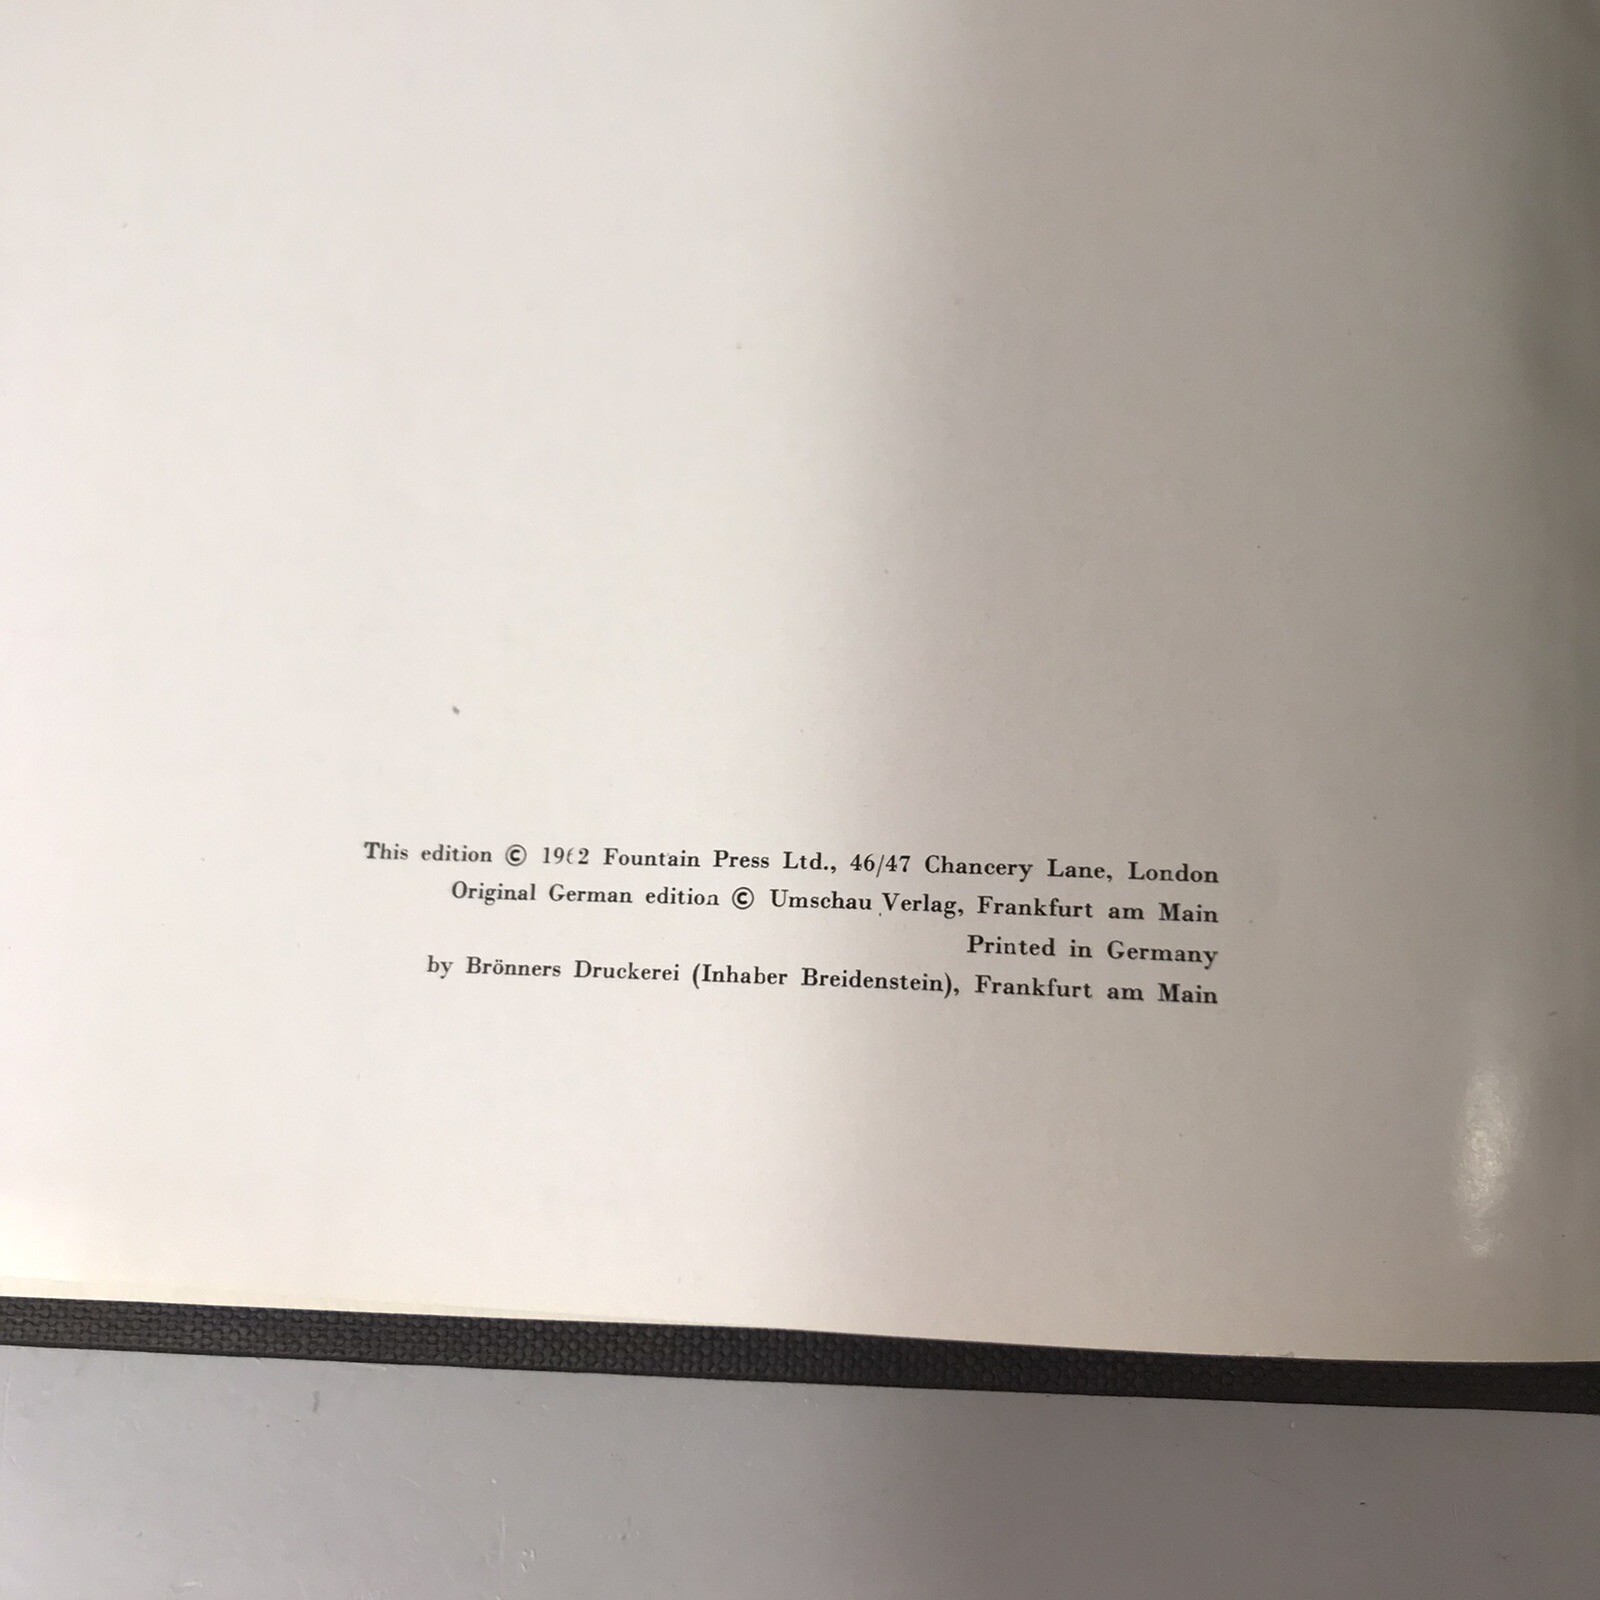 This edition © 1962 Fountain Press Ltd., 46/47 Chancery Lane, London
Original German edition © Umschau Verlag, Frankfurt am Main
Printed in Germany
by Brönners Druckerei (Inhaber Breidenstein), Frankfurt am Main